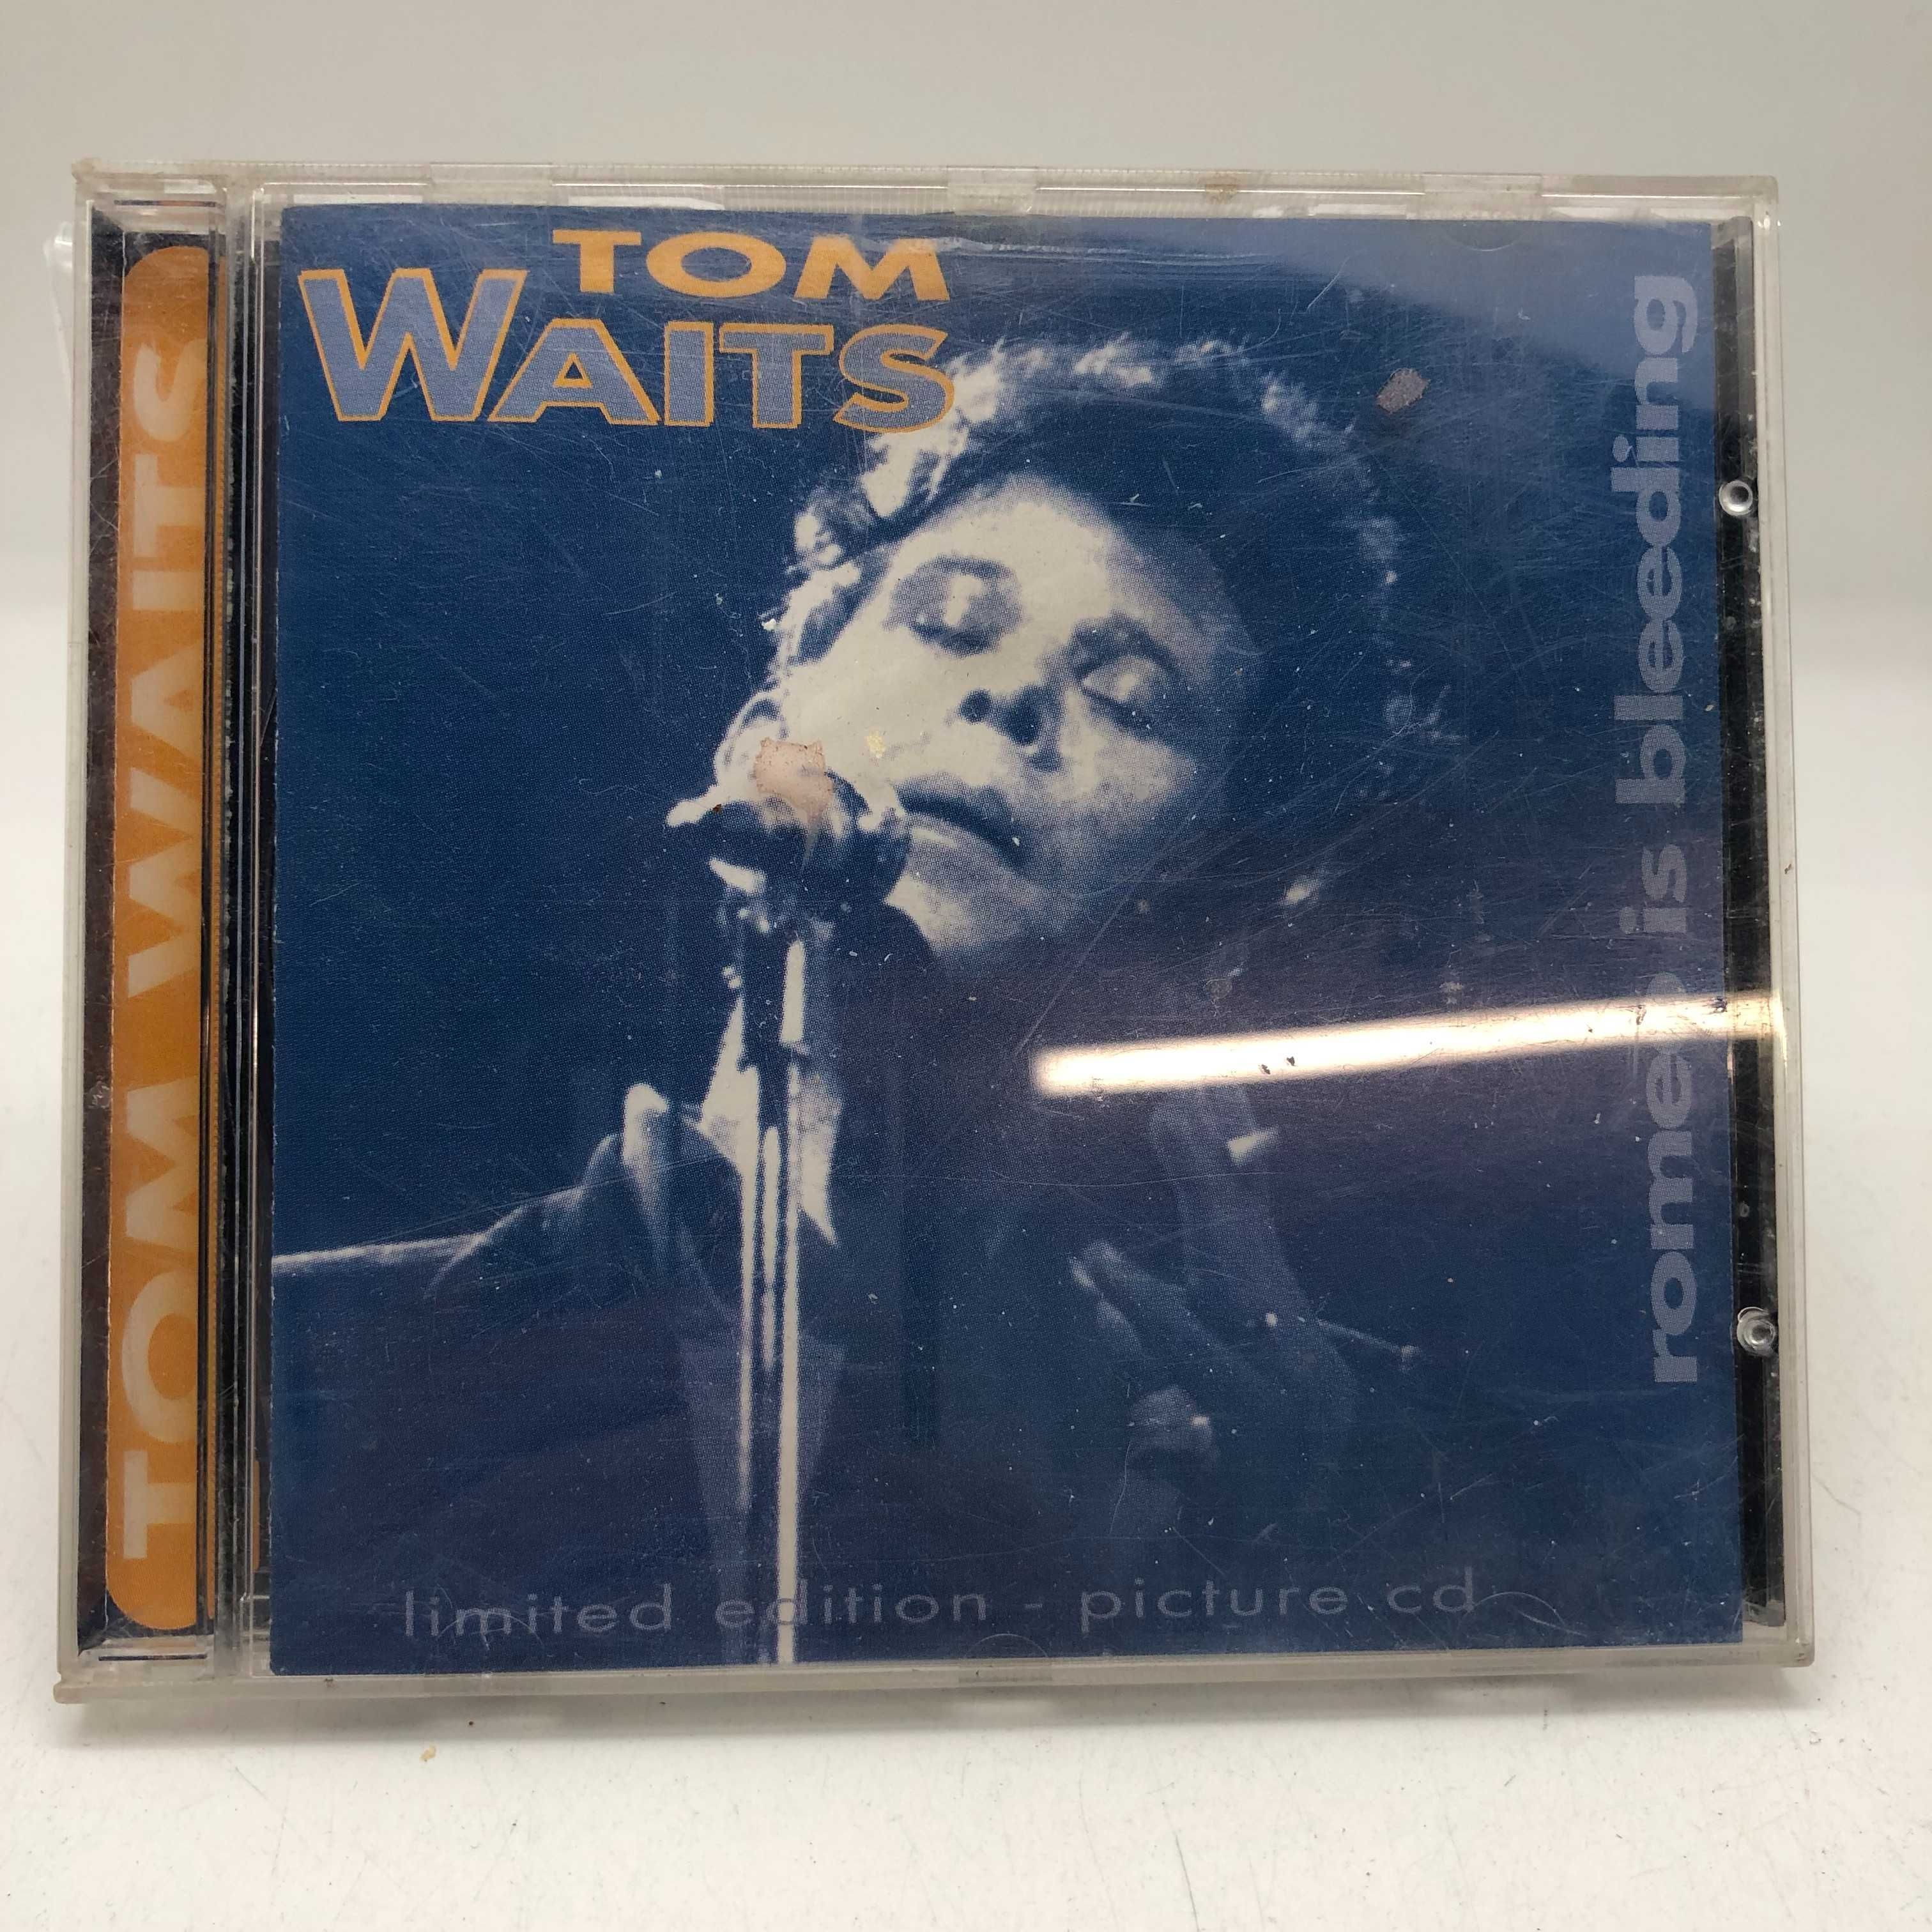 TOM WAITS
TOM
WAITS
romeo is bleeding
limited edition - picture cd